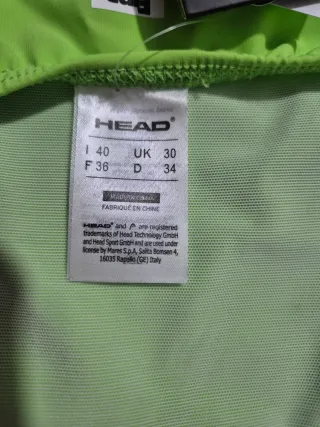 HEAD®
I 40 UK 30
F 36 D 34
MADE IN CHINA
FABRIQUÉ EN CHINE
HEAD® and are registered
trademarks of Head Technology GmbH
and Head Sport GmbH and are used under
license by Mares S.p.A, Salita Bonsen 4,
16035 Rapallo (GE) Italy